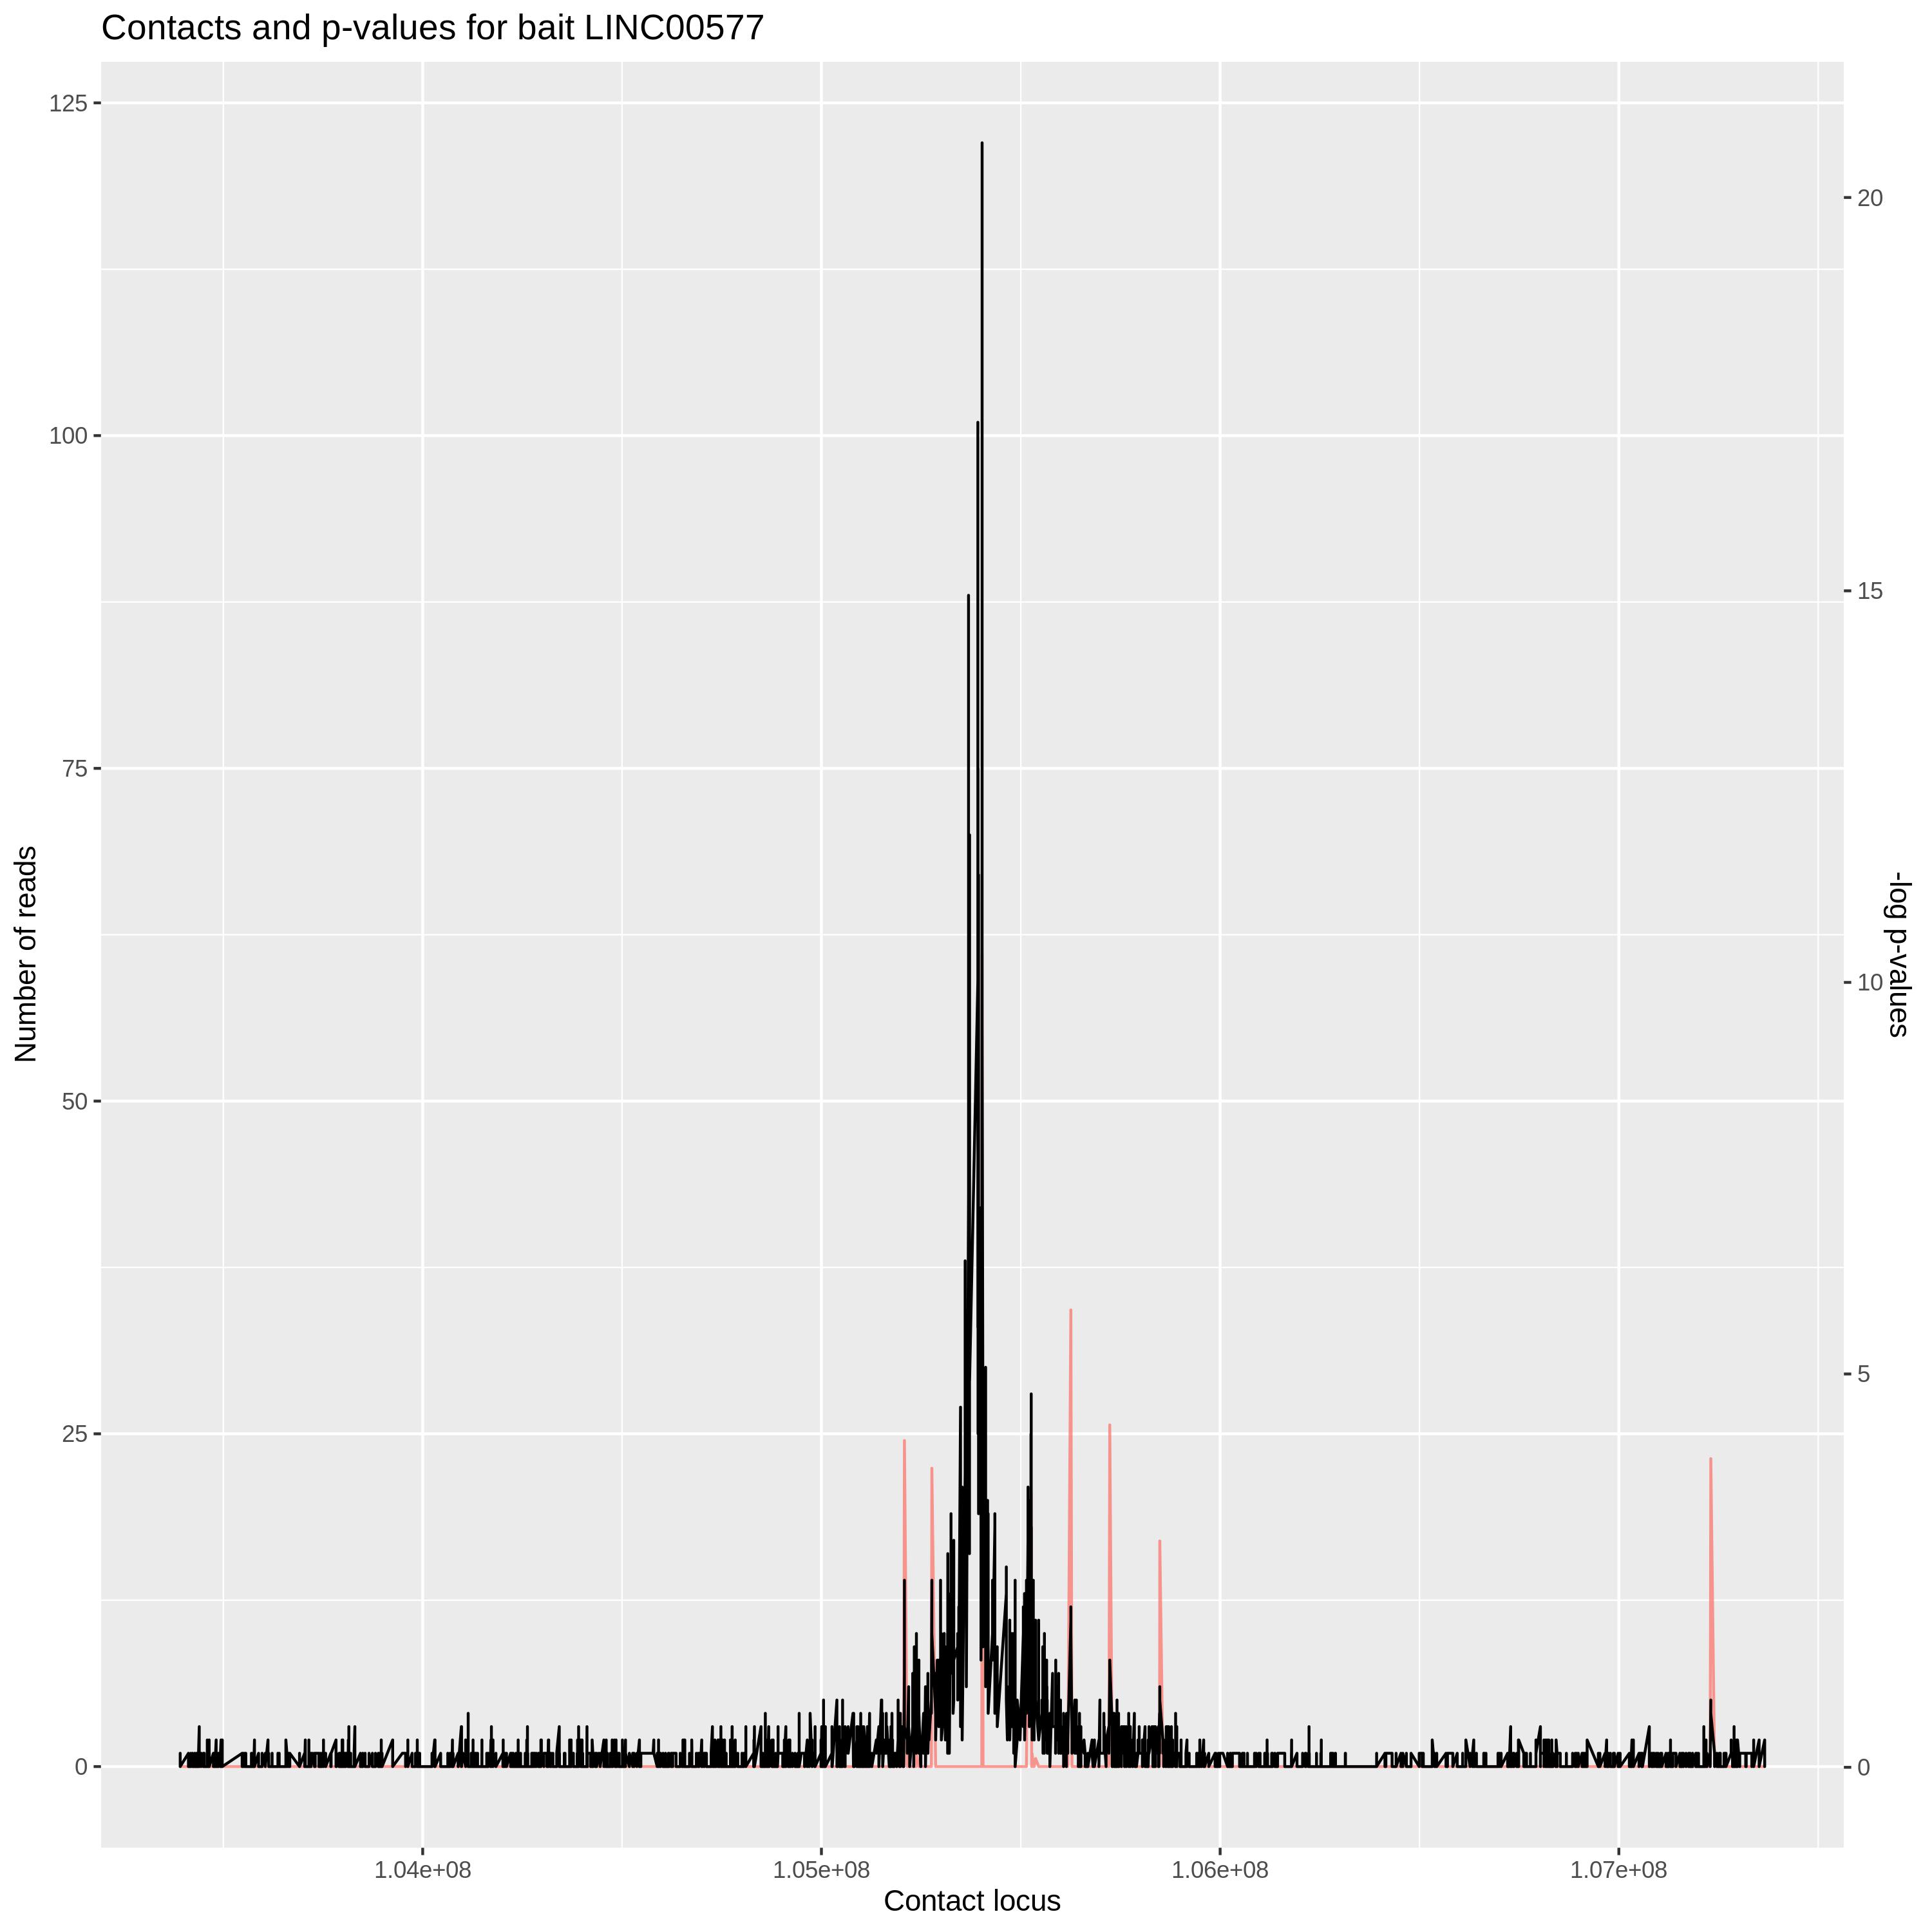 Contacts and p-values for bait LINC00577
125
100
75
50
25
0
20
15
10
5
0
Number of reads
-log p-values
1.04e+08 1.05e+08 1.06e+08 1.07e+08
Contact locus